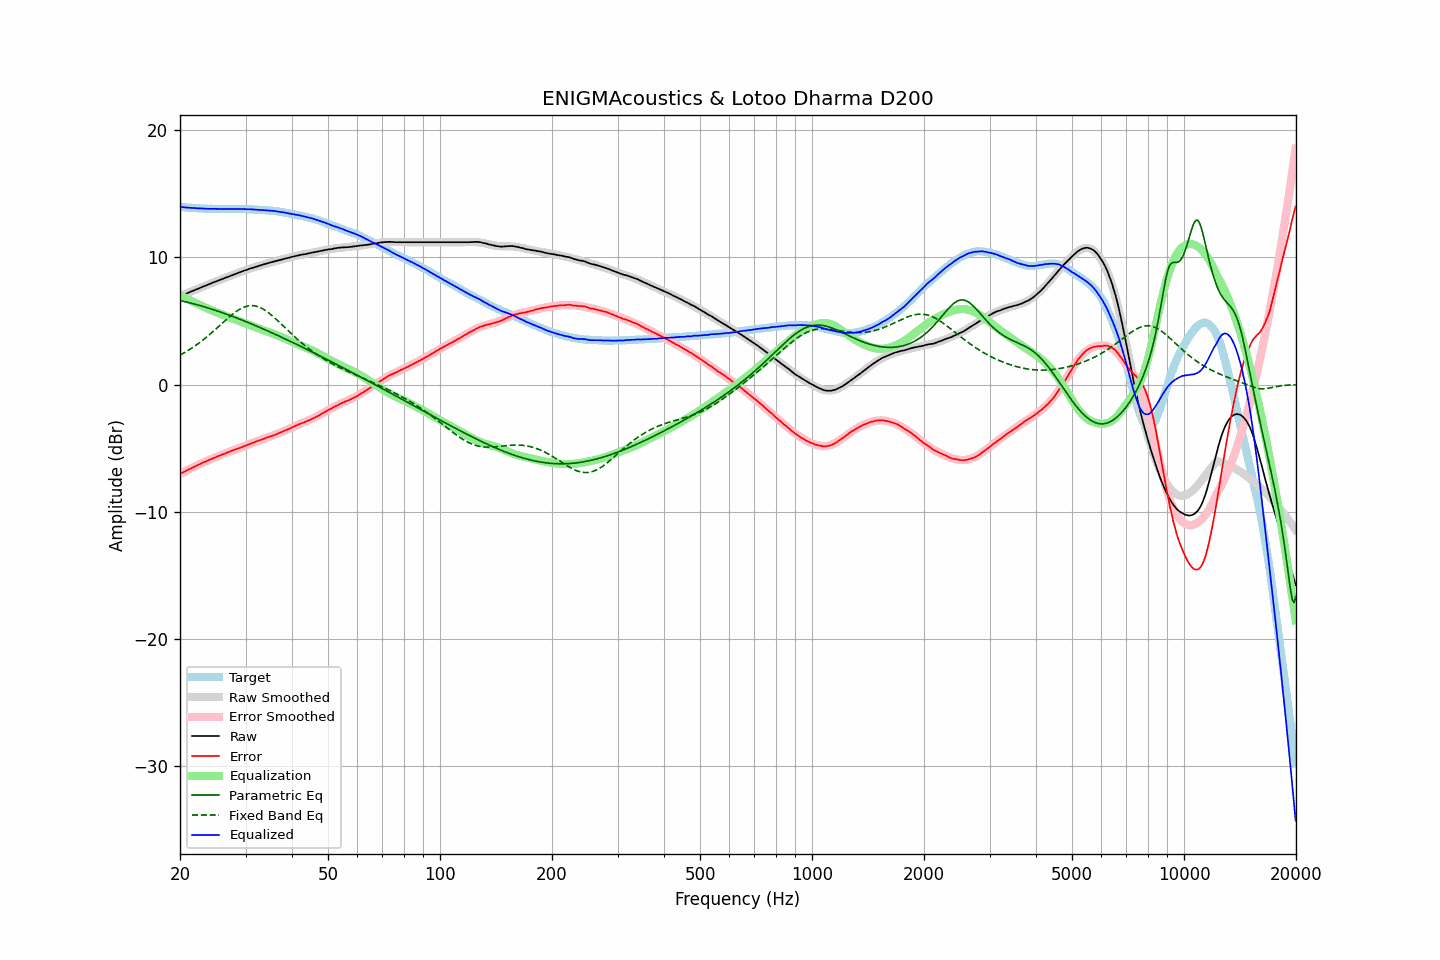 ENIGMAcoustics & Lotoo Dharma D200
20
10
0
−10
−20
−30
Amplitude (dBr)
Target
Raw Smoothed
Error Smoothed
Raw
Error
Equalization
Parametric Eq
Fixed Band Eq
Equalized
20 50 100 200 500 1000 2000 5000 10000 20000
Frequency (Hz)